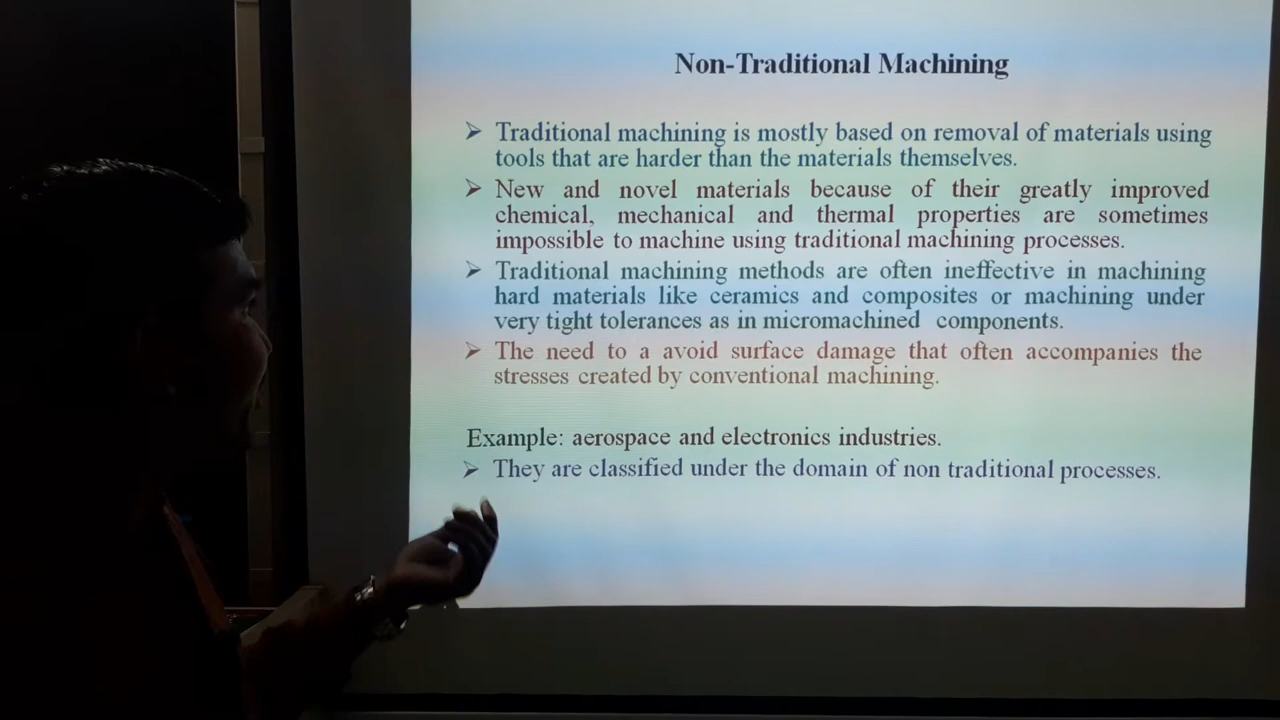 Non-Traditional Machining
➢ Traditional machining is mostly based on removal of materials using
tools that are harder than the materials themselves.
➢ New and novel materials because of their greatly improved
chemical, mechanical and thermal properties are sometimes
impossible to machine using traditional machining processes.
➢ Traditional machining methods are often ineffective in machining
hard materials like ceramics and composites or machining under
very tight tolerances as in micromachined components.
➢ The need to a avoid surface damage that often accompanies the
stresses created by conventional machining.
Example: aerospace and electronics industries.
➢ They are classified under the domain of non traditional processes.